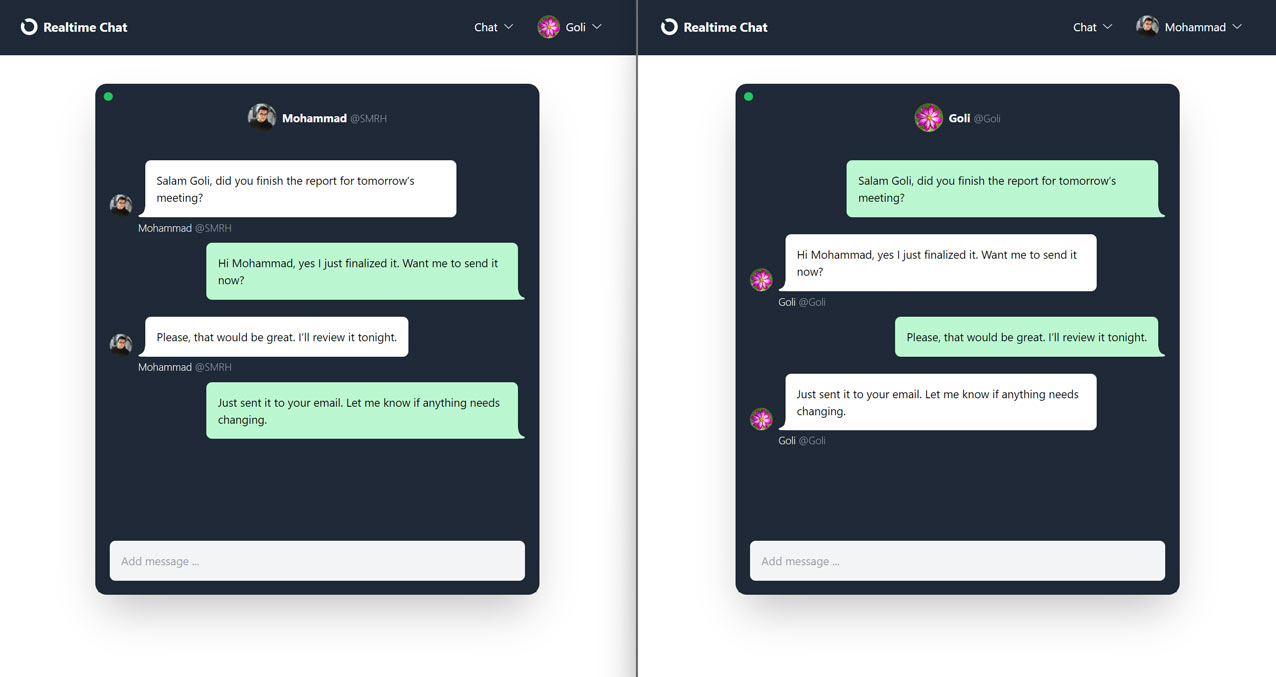 Realtime Chat
Chat
Goli
Mohammad @SMRH
Salam Goli, did you finish the report for tomorrow's
meeting?
Mohammad @SMRH
Hi Mohammad, yes I just finalized it. Want me to send it
now?
Please, that would be great. I'll review it tonight.
Mohammad @SMRH
Just sent it to your email. Let me know if anything needs
changing.
Add message ...
Realtime Chat
Chat
Mohammad
Goli @Goli
Salam Goli, did you finish the report for tomorrow's
meeting?
Hi Mohammad, yes I just finalized it. Want me to send it
now?
Goli @Goli
Please, that would be great. I'll review it tonight.
Just sent it to your email. Let me know if anything needs
changing.
Goli @Goli
Add message ...